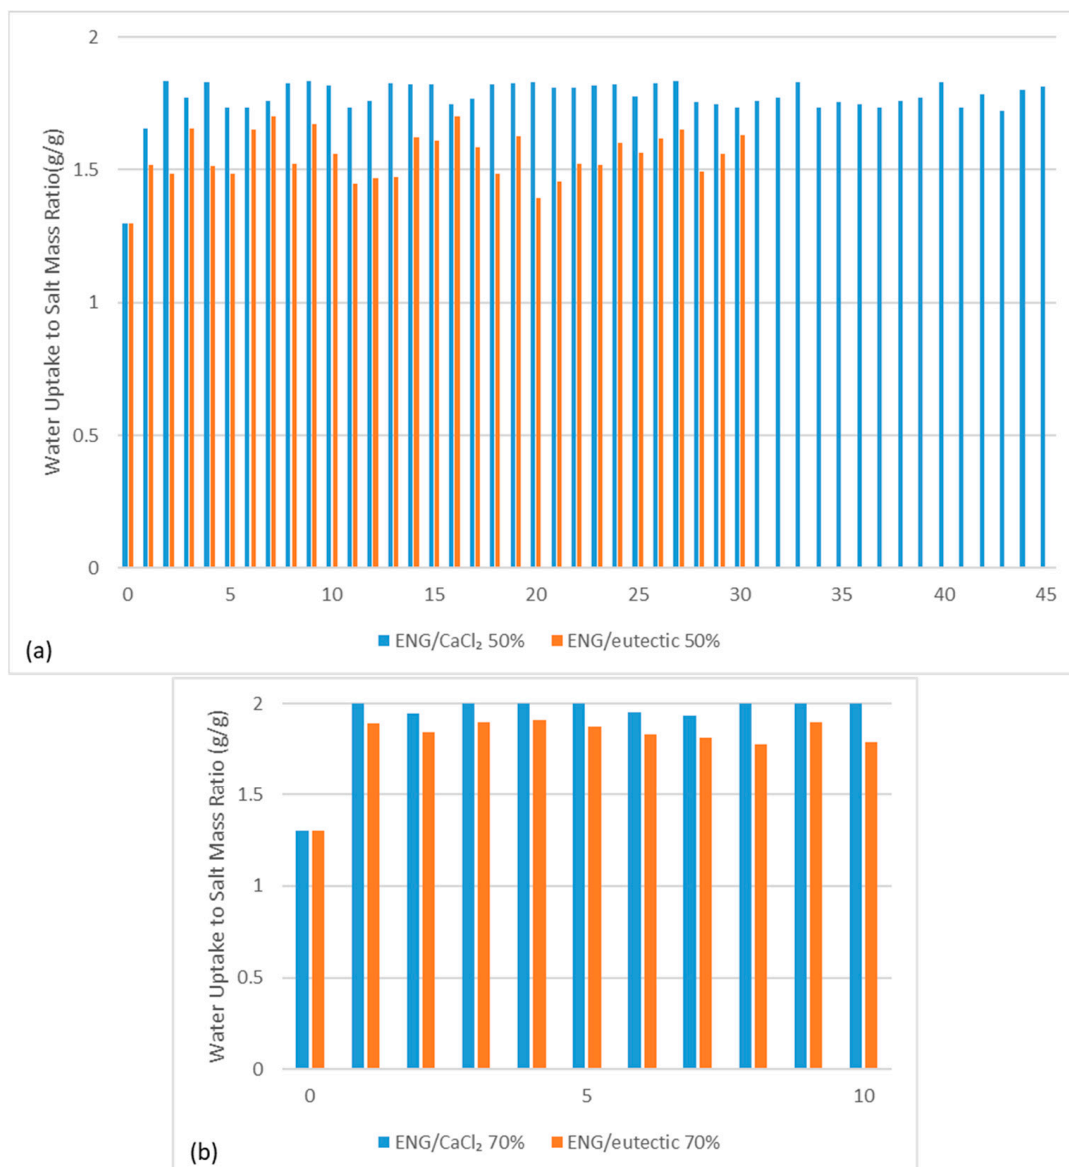 2
1.5
1
0.5
0
Water Uptake to Salt Mass Ratio(g/g)
0 5 10 15 20 25 30 35 40 45
ENG/CaCl₂ 50% ENG/eutectic 50%
(a)
2
1.5
1
0.5
0
Water Uptake to Salt Mass Ratio (g/g)
0 5 10
ENG/CaCl₂ 70% ENG/eutectic 70%
(b)